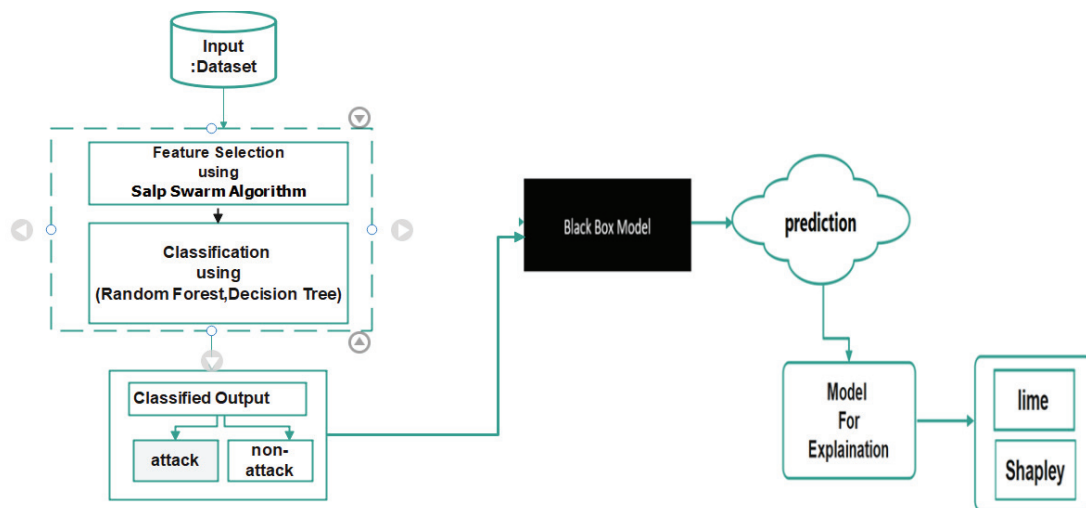 Input
:Dataset
Feature Selection
using
Salp Swarm Algorithm
Classification
using
(Random Forest,Decision Tree)
Classified Output
attack
non-
attack
Black Box Model
prediction
Model
For
Explaination
lime
Shapley